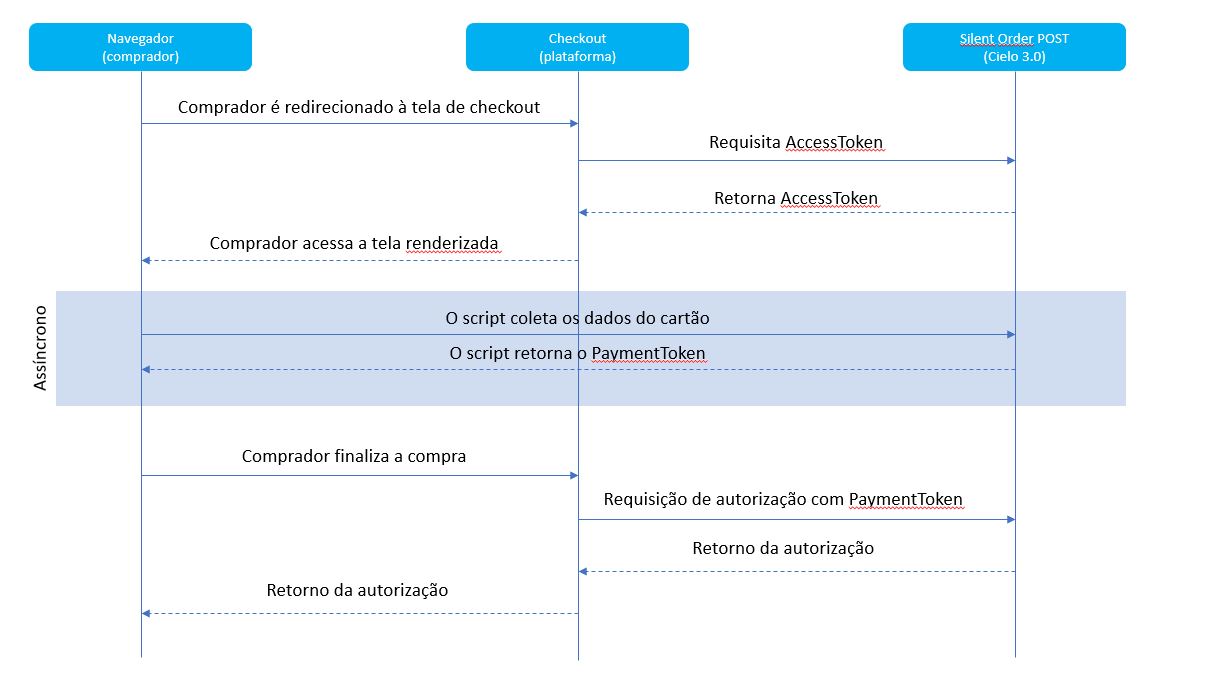 Navegador
(comprador)
Checkout
(plataforma)
Silent Order POST
(Cielo 3.0)
Comprador é redirecionado à tela de checkout
Requisita AccessToken
Retorna AccessToken
Comprador acessa a tela renderizada
Assíncrono
O script coleta os dados do cartão
O script retorna o PaymentToken
Comprador finaliza a compra
Requisição de autorização com PaymentToken
Retorno da autorização
Retorno da autorização